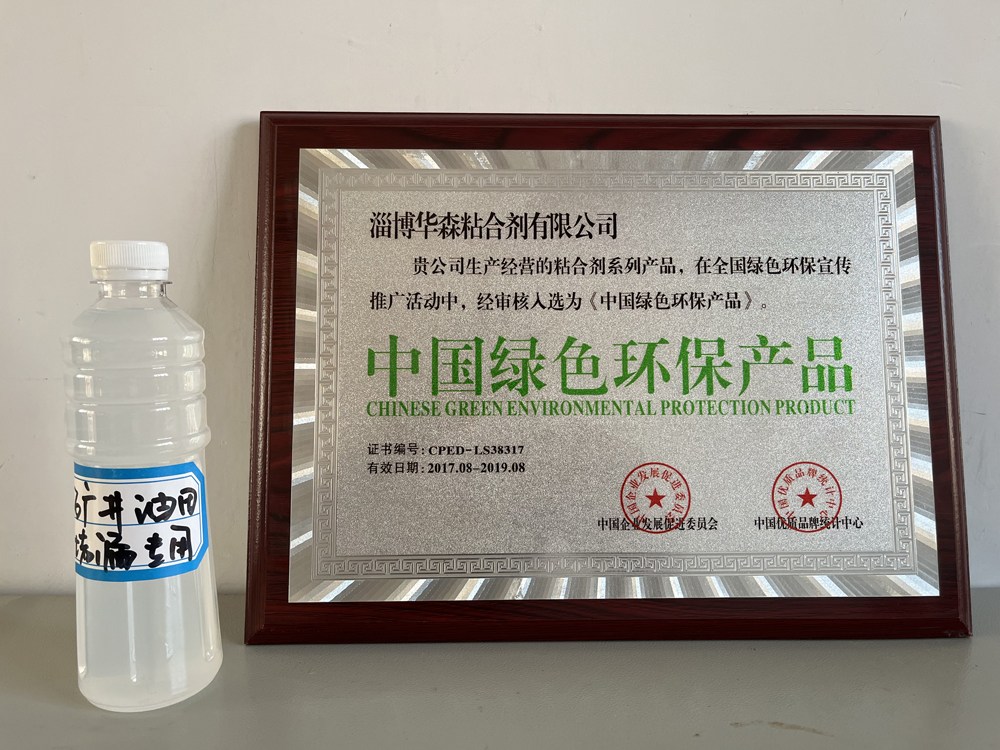 淄博华森粘合剂有限公司
贵公司生产经营的粘合剂系列产品，在全国绿色环保宣传
推广活动中，经审核入选为《中国绿色环保产品》。
中国绿色环保产品
CHINESE GREEN ENVIRONMENTAL PROTECTION PRODUCT
证书编号：CPED-LS38317
有效日期：2017.08-2019.08
中国企业发展促进委员会
中国优质品牌统计中心
矿井油田
堵漏专用